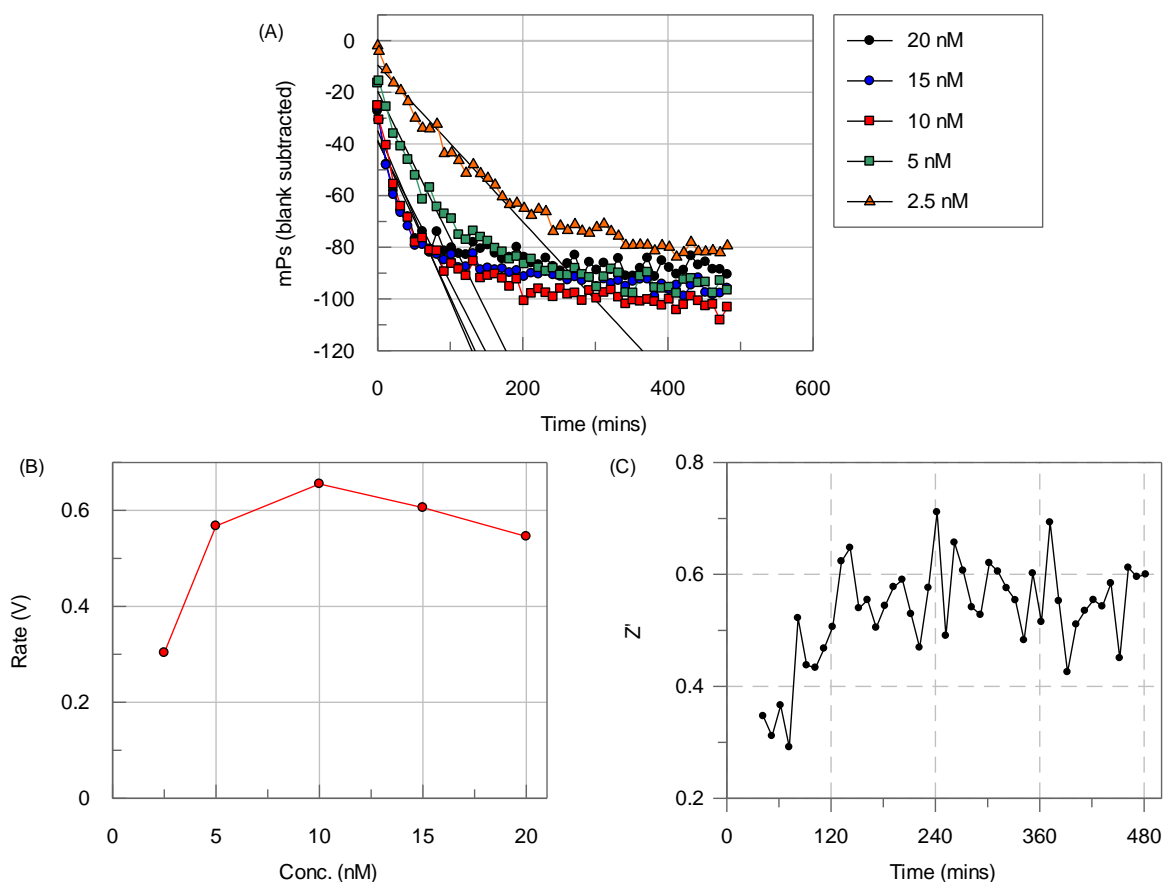 (A)
mPs (blank subtracted)
0
-20
-40
-60
-80
-100
-120
0 200 400 600
Time (mins)
20 nM
15 nM
10 nM
5 nM
2.5 nM
(B)
Rate (V)
0.6
0.4
0.2
0
0 5 10 15 20
Conc. (nM)
(C)
Z'
0.8
0.6
0.4
0.2
0 120 240 360 480
Time (mins)